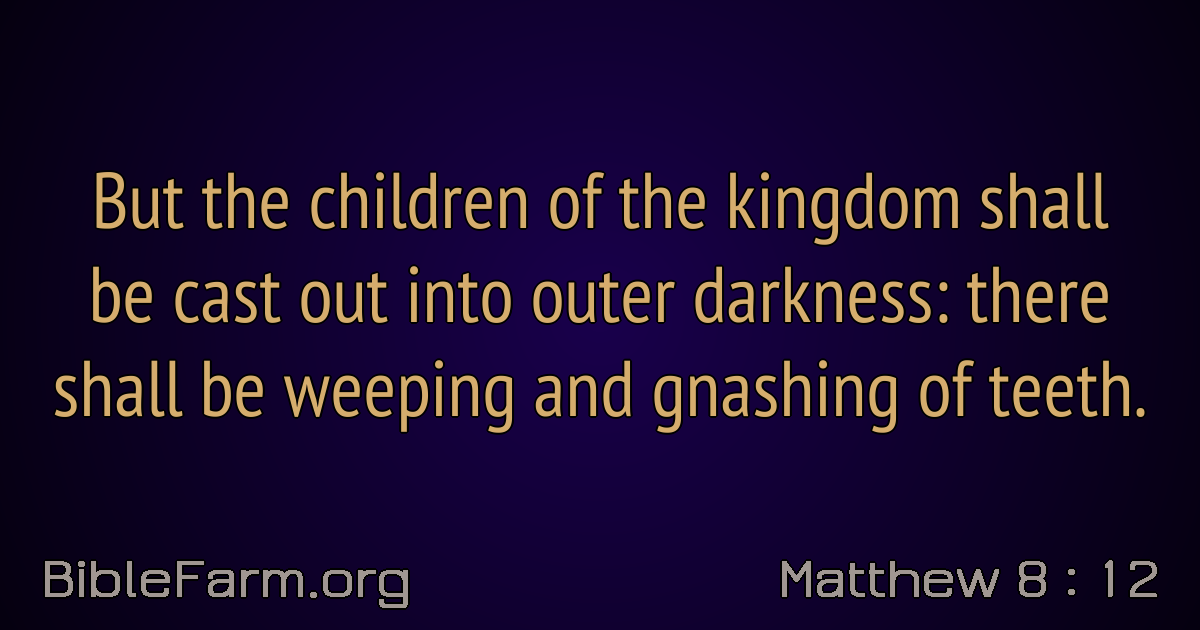 But the children of the kingdom shall
be cast out into outer darkness: there
shall be weeping and gnashing of teeth.
BibleFarm.org
Matthew 8 : 12